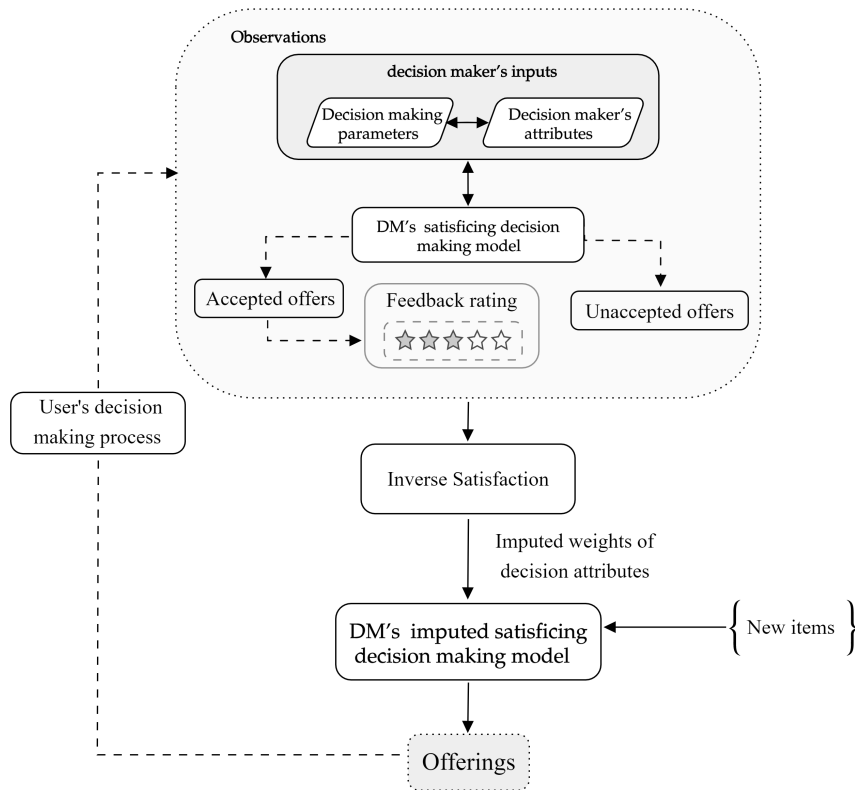 Observations
decision maker's inputs
Decision making
parameters
Decision maker's
attributes
DM's satisficing decision
making model
Accepted offers
Feedback rating
Unaccepted offers
User's decision
making process
Inverse Satisfaction
Imputed weights of
decision attributes
DM's imputed satisficing
decision making model
{ New items }
Offerings